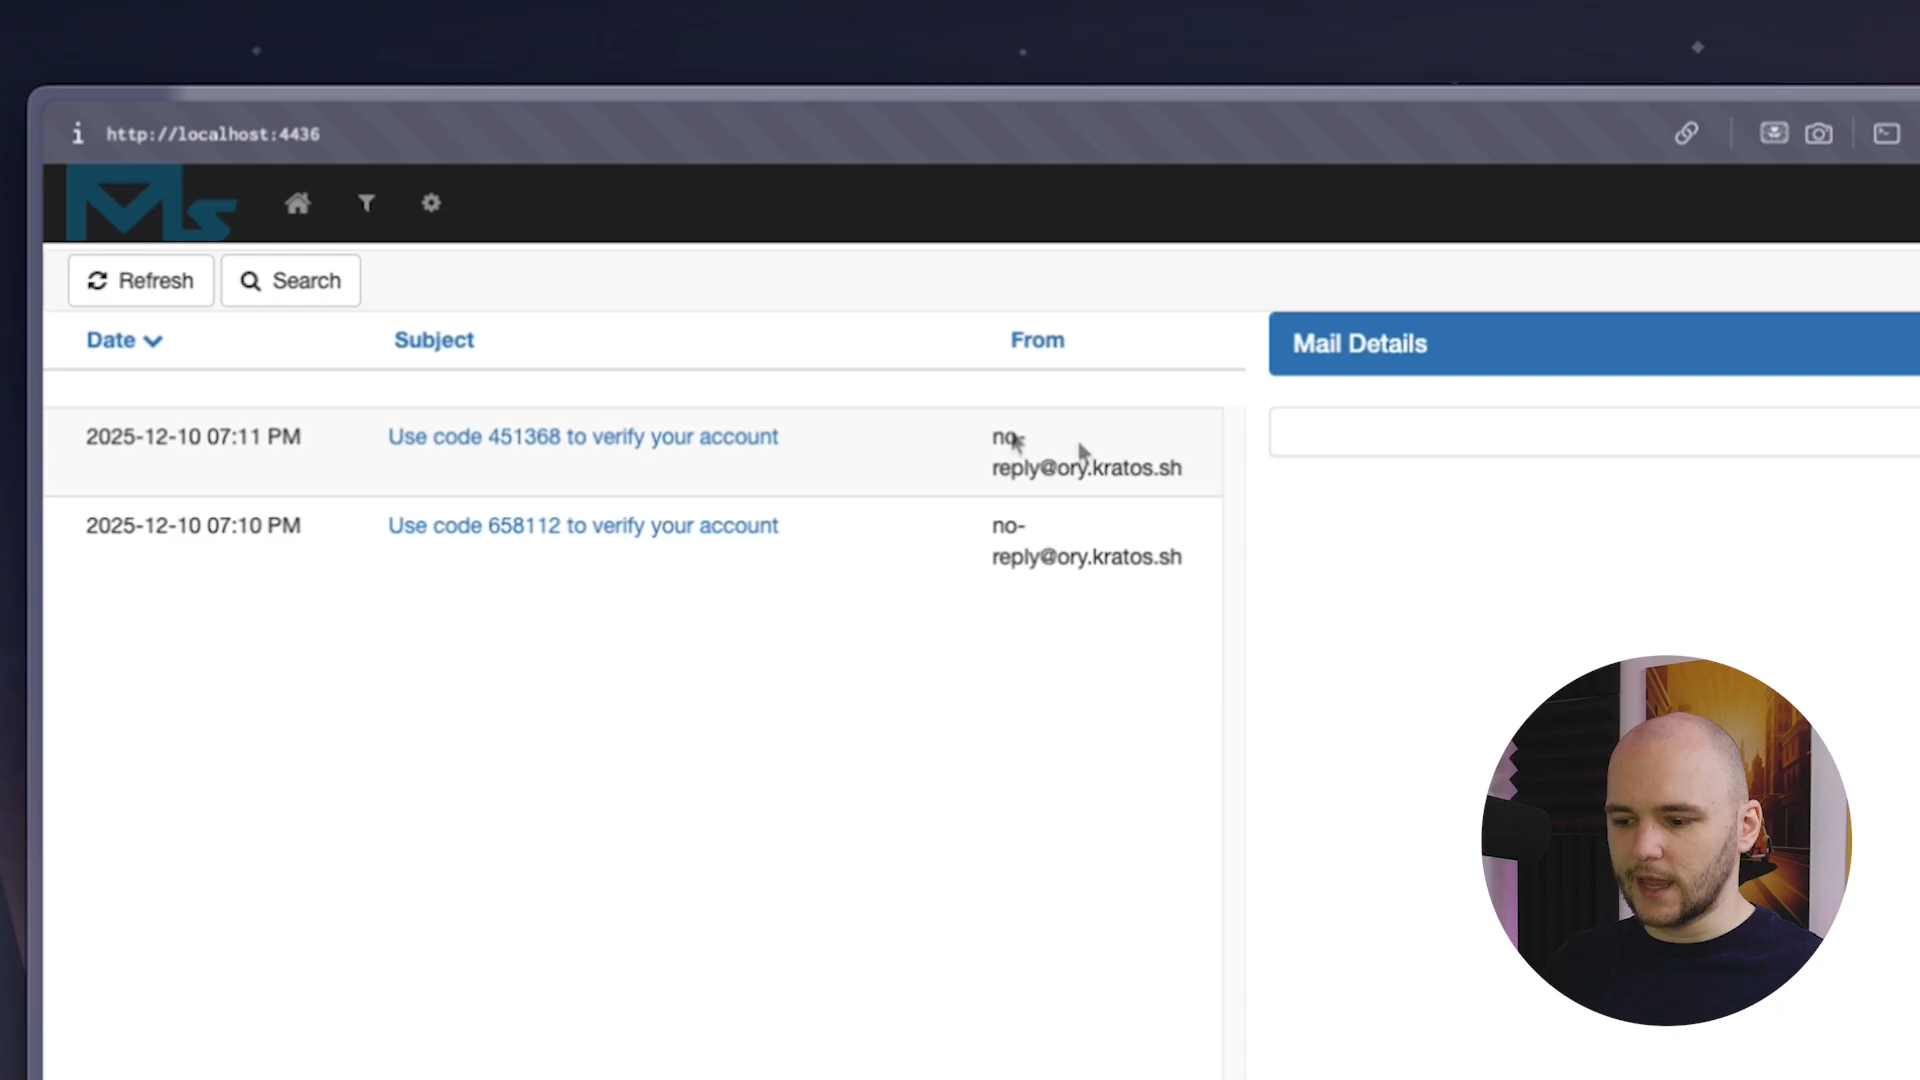 i http://localhost:4436
Ms
Refresh Search
Date Subject From
Mail Details
2025-12-10 07:11 PM Use code 451368 to verify your account no-
reply@ory.kratos.sh
2025-12-10 07:10 PM Use code 658112 to verify your account no-
reply@ory.kratos.sh